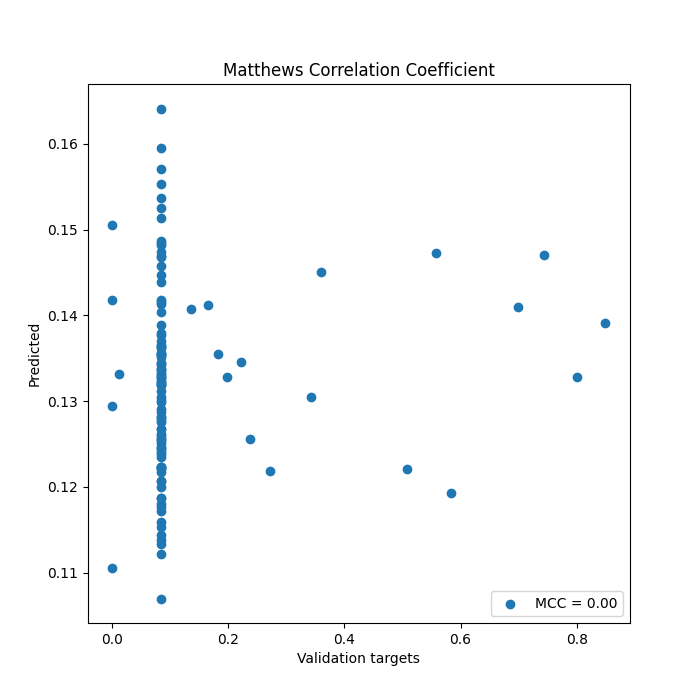 Matthews Correlation Coefficient
0.16
0.15
0.14
0.13
0.12
0.11
Predicted
MCC = 0.00
0.0 0.2 0.4 0.6 0.8
Validation targets